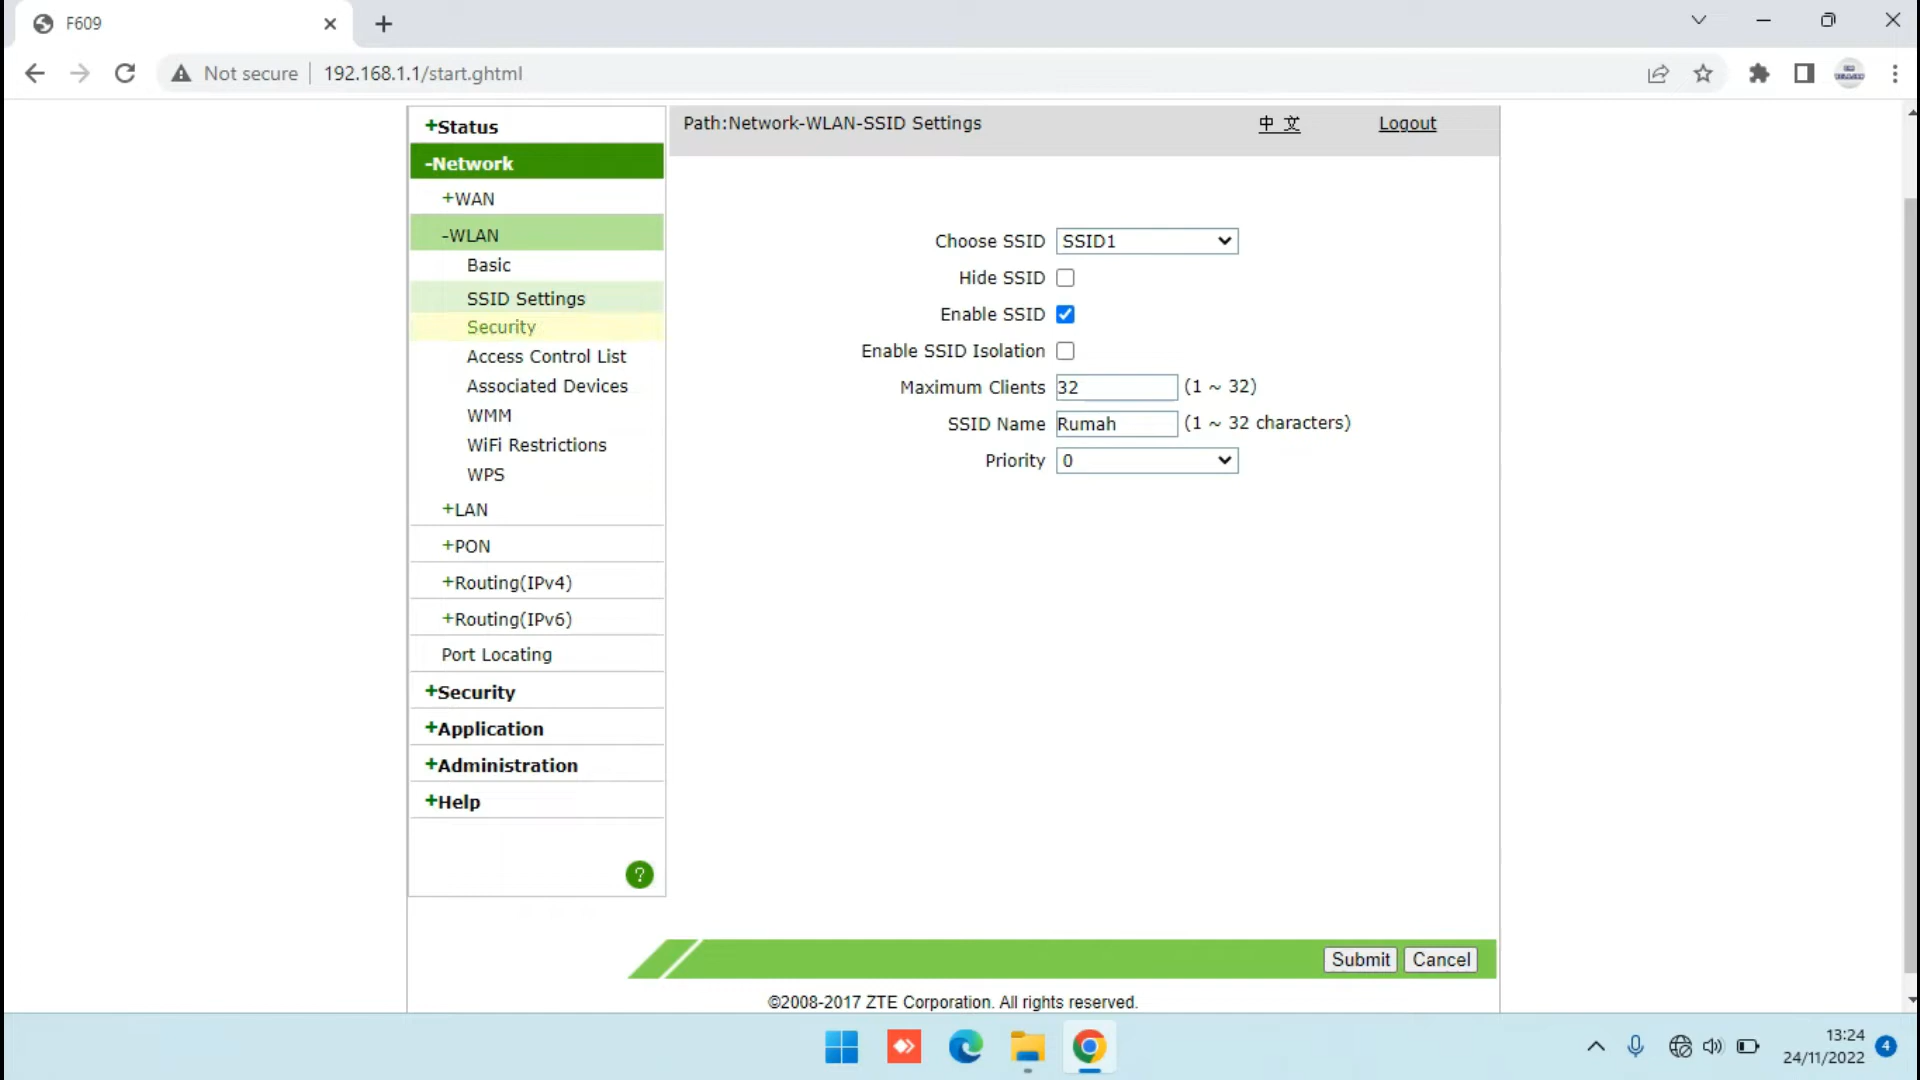 F609
Not secure
192.168.1.1/start.ghtml
+Status
-Network
+WAN
-WLAN
Basic
SSID Settings
Security
Access Control List
Associated Devices
WMM
WiFi Restrictions
WPS
+LAN
+PON
+Routing(IPv4)
+Routing(IPv6)
Port Locating
+Security
+Application
+Administration
+Help
?
Path:Network-WLAN-SSID Settings
中 文
Logout
Choose SSID SSID1
Hide SSID
Enable SSID
Enable SSID Isolation
Maximum Clients 32 (1 ~ 32)
SSID Name Rumah (1 ~ 32 characters)
Priority 0
Submit Cancel
©2008-2017 ZTE Corporation. All rights reserved.
13:24
24/11/2022
4